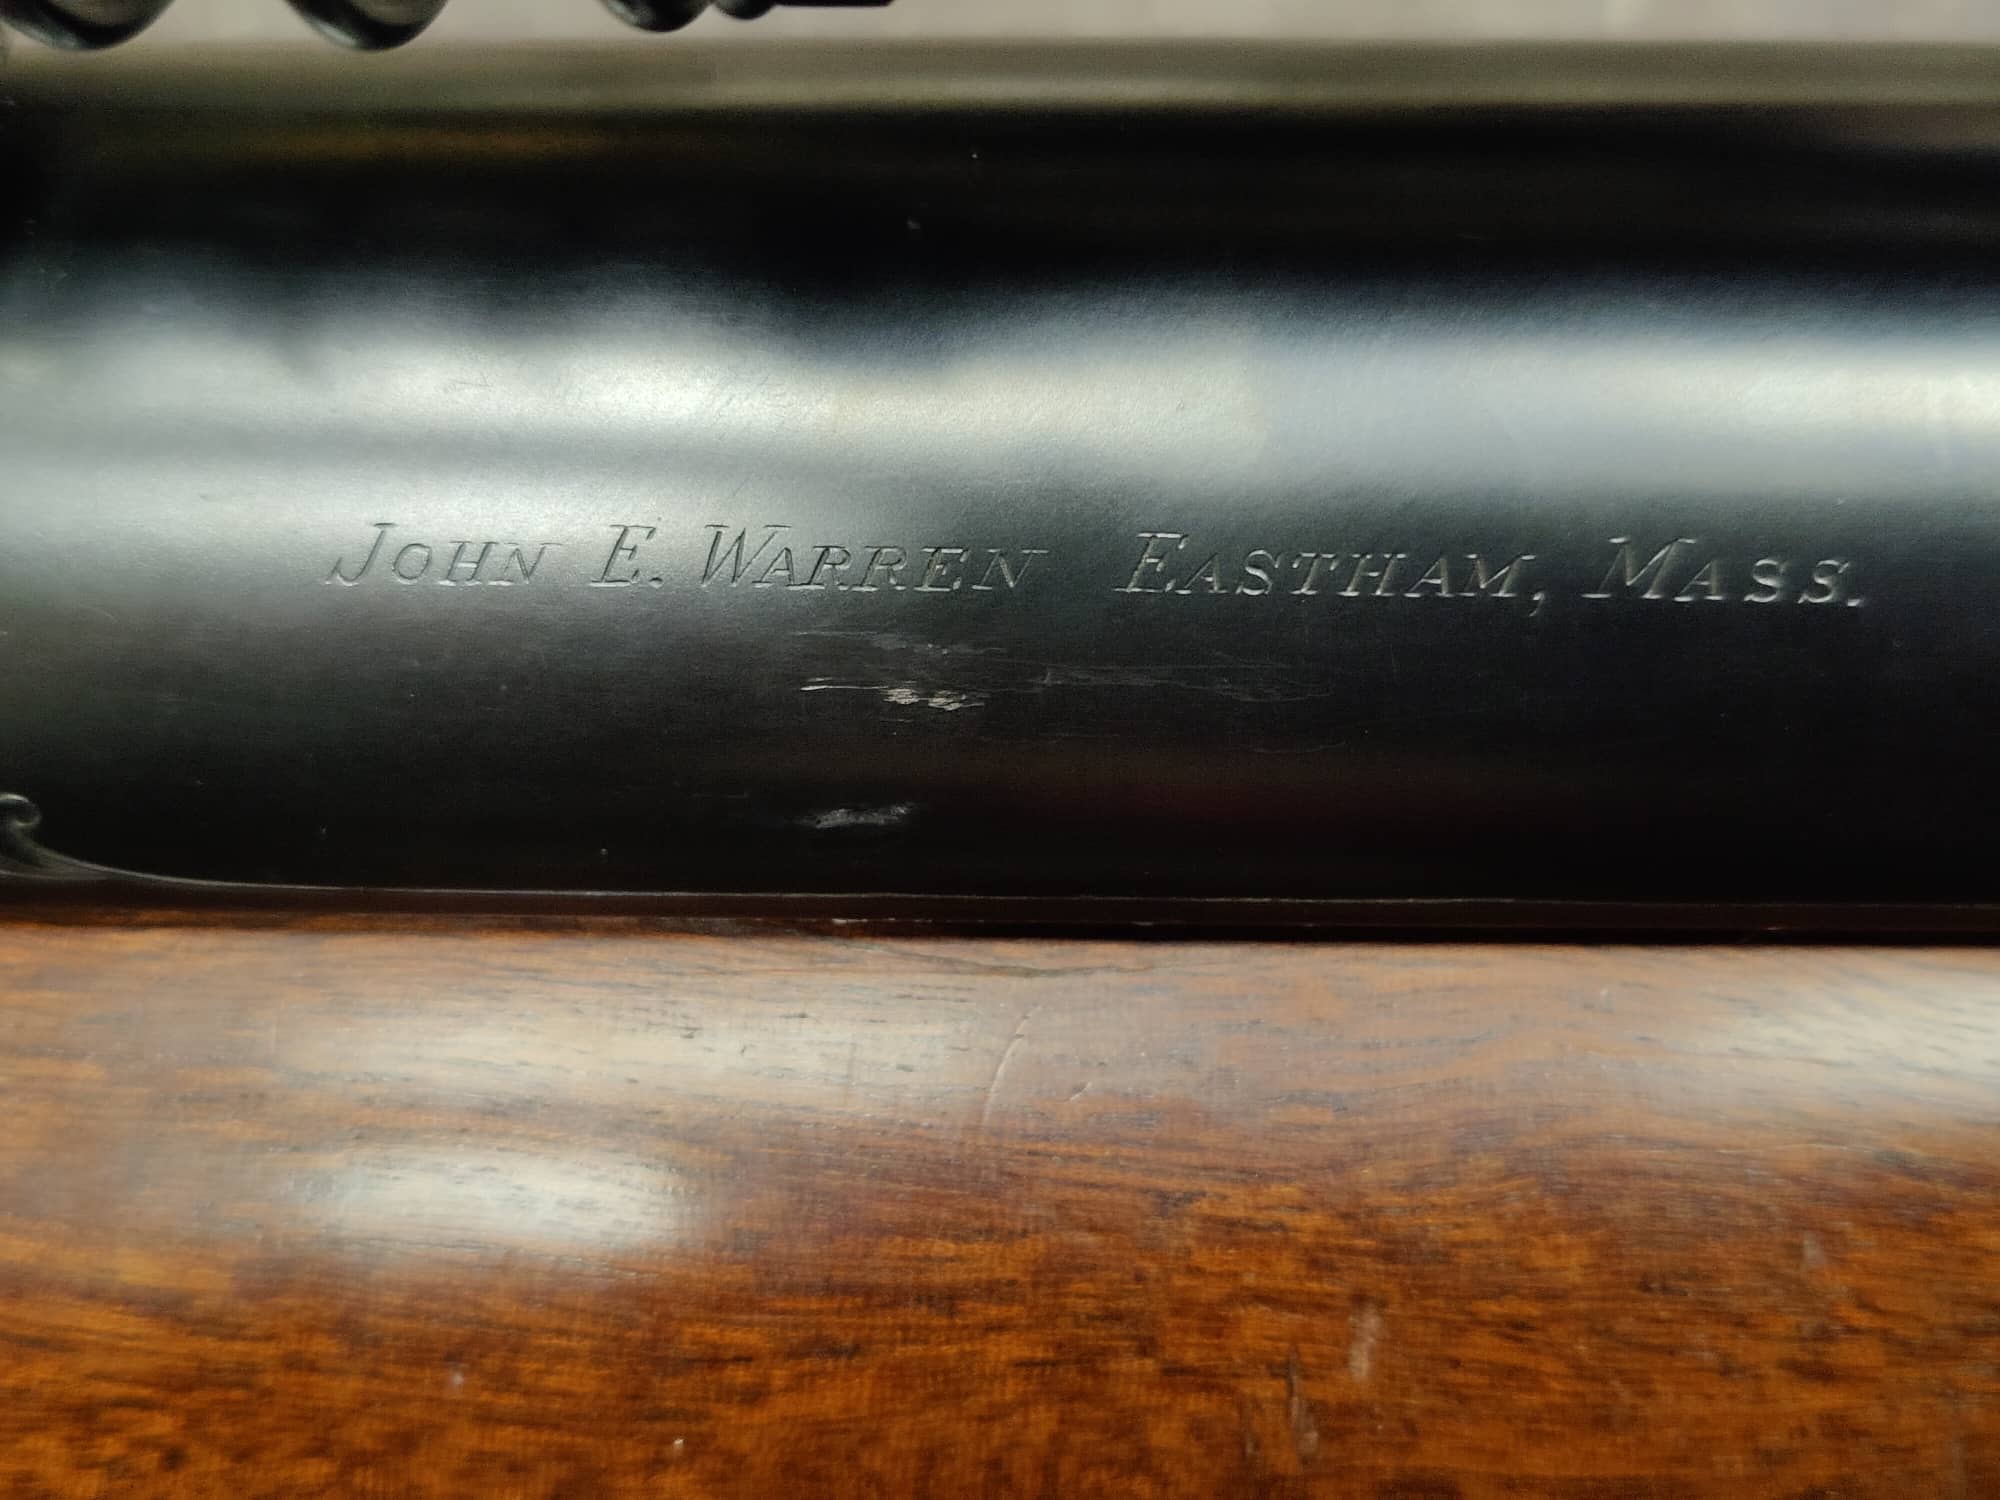 John E. Warren Eastham, Mass.